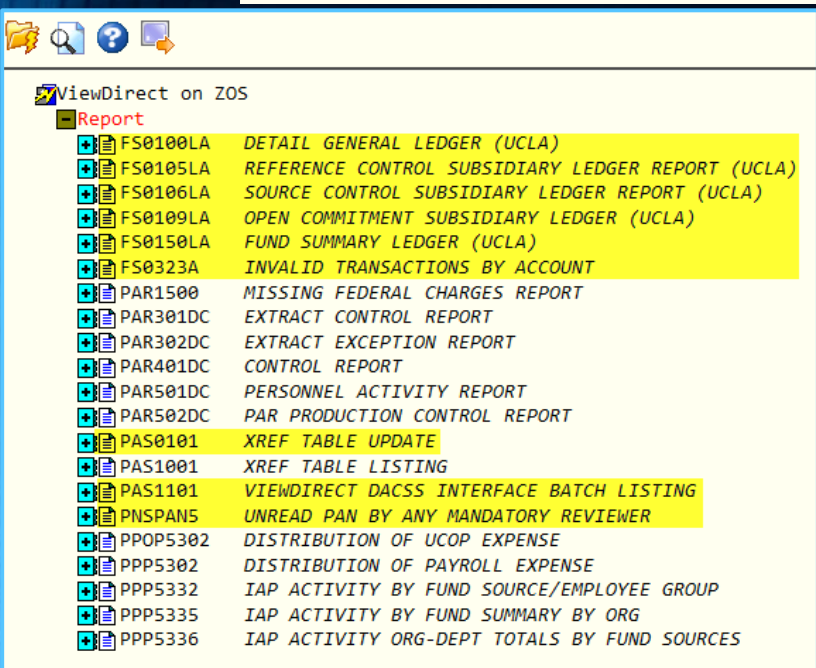 ViewDirect on ZOS
Report
FS0100LA DETAIL GENERAL LEDGER (UCLA)
FS0105LA REFERENCE CONTROL SUBSIDIARY LEDGER REPORT (UCLA)
FS0106LA SOURCE CONTROL SUBSIDIARY LEDGER REPORT (UCLA)
FS0109LA OPEN COMMITMENT SUBSIDIARY LEDGER (UCLA)
FS0150LA FUND SUMMARY LEDGER (UCLA)
FS0323A INVALID TRANSACTIONS BY ACCOUNT
PAR1500 MISSING FEDERAL CHARGES REPORT
PAR301DC EXTRACT CONTROL REPORT
PAR302DC EXTRACT EXCEPTION REPORT
PAR401DC CONTROL REPORT
PAR501DC PERSONNEL ACTIVITY REPORT
PAR502DC PAR PRODUCTION CONTROL REPORT
PAS0101 XREF TABLE UPDATE
PAS1001 XREF TABLE LISTING
PAS1101 VIEWDIRECT DACSS INTERFACE BATCH LISTING
PNSPAN5 UNREAD PAN BY ANY MANDATORY REVIEWER
PPOP5302 DISTRIBUTION OF UCOP EXPENSE
PPP5302 DISTRIBUTION OF PAYROLL EXPENSE
PPP5332 IAP ACTIVITY BY FUND SOURCE/EMPLOYEE GROUP
PPP5335 IAP ACTIVITY BY FUND SUMMARY BY ORG
PPP5336 IAP ACTIVITY ORG-DEPT TOTALS BY FUND SOURCES